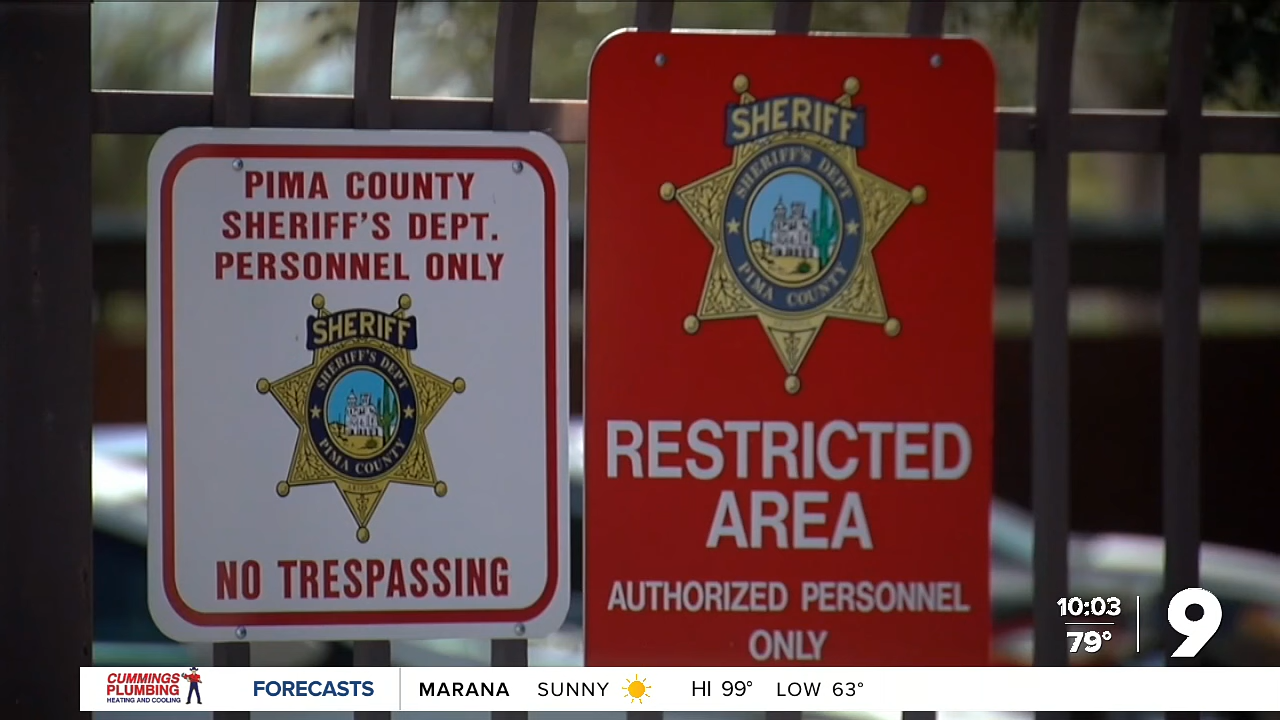 PIMA COUNTY
SHERIFF'S DEPT.
PERSONNEL ONLY
SHERIFF
SHERIFF'S DEPT
PIMA COUNTY
NO TRESPASSING
SHERIFF
SHERIFF'S DEPT
PIMA COUNTY
RESTRICTED
AREA
AUTHORIZED PERSONNEL
ONLY
10:03
79°
9
CUMMINGS
PLUMBING
HEATING AND COOLING
FORECASTS
MARANA SUNNY HI 99° LOW 63°